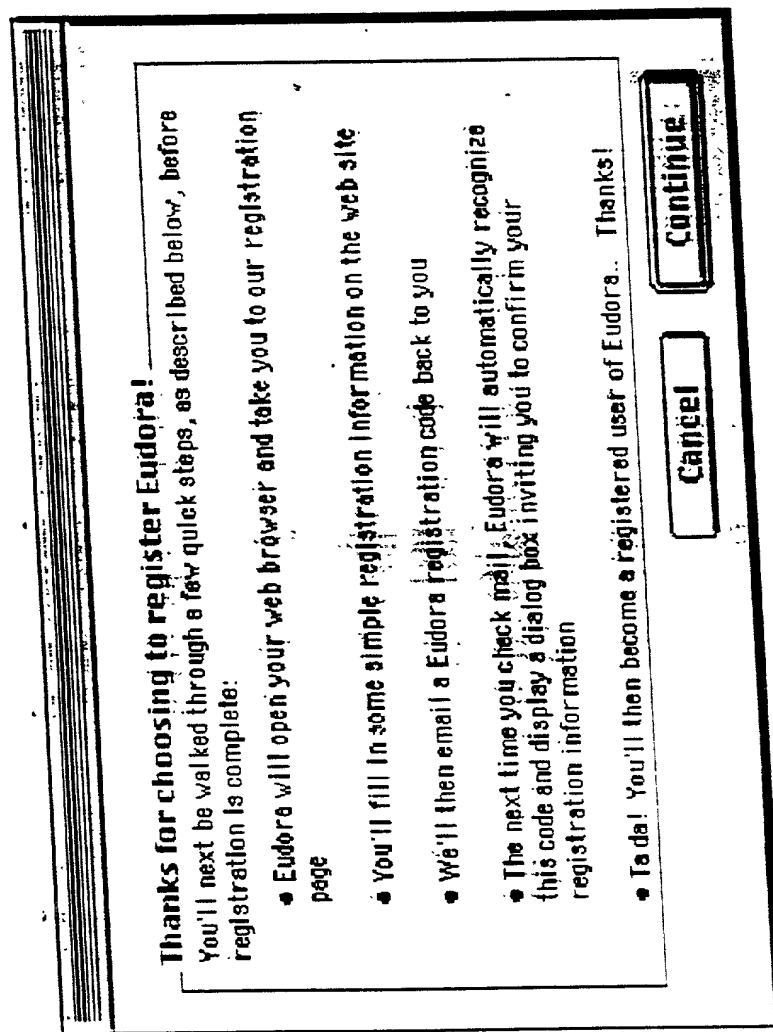 Thanks for choosing to register Eudora!
You'll next be walked through a few quick steps, as described below, before
registration is complete:
• Eudora will open your web browser and take you to our registration
page
• You'll fill in some simple registration information on the web site
• We'll then email a Eudora registration code back to you
• The next time you check mail, Eudora will automatically recognize
this code and display a dialog box inviting you to confirm your
registration information
• Ta da! You'll then become a registered user of Eudora.. Thanks!
Cancel
Continue